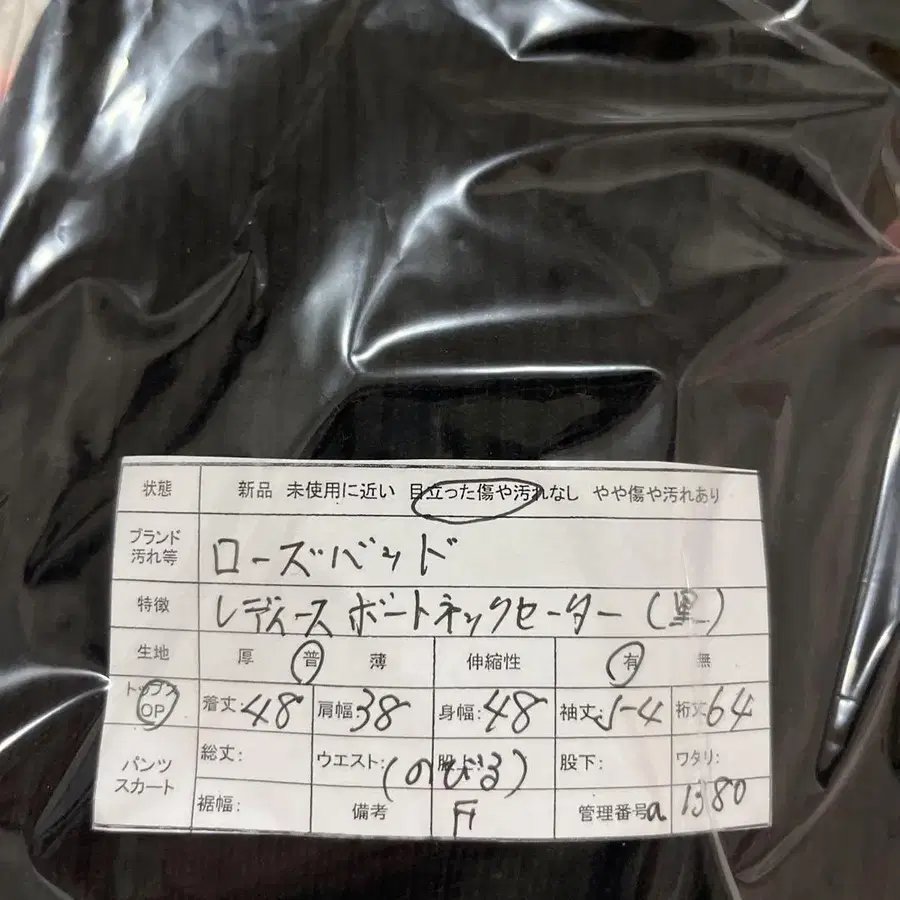 状態 新品 未使用に近い 目立った傷や汚れなし やや傷や汚れあり
ブランド 汚れ等 ローズバッド
特徴 レディース ボートネックセーター (黒)
生地 厚 普 薄 伸縮性 有 無
トップス OP 着丈:48 肩幅:38 身幅:48 袖丈:54 裄丈64
パンツ スカート 総丈: ウエスト: (のびる) 股下: ワタリ:
裾幅: 備考 F 管理番号a 1380